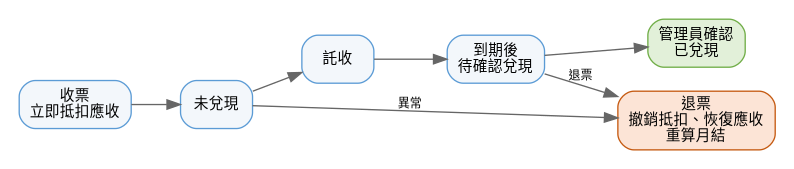 收票
立即抵扣應收
未兌現
託收
到期後
待確認兌現
管理員確認
已兌現
退票
異常
退票
撤銷抵扣、恢復應收
重算月結